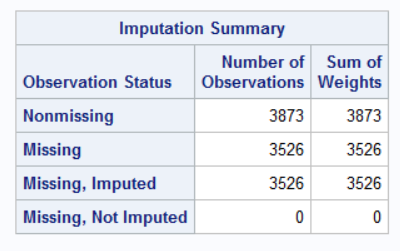 Imputation Summary
Observation Status Number of Observations Sum of Weights
Nonmissing 3873 3873
Missing 3526 3526
Missing, Imputed 3526 3526
Missing, Not Imputed 0 0